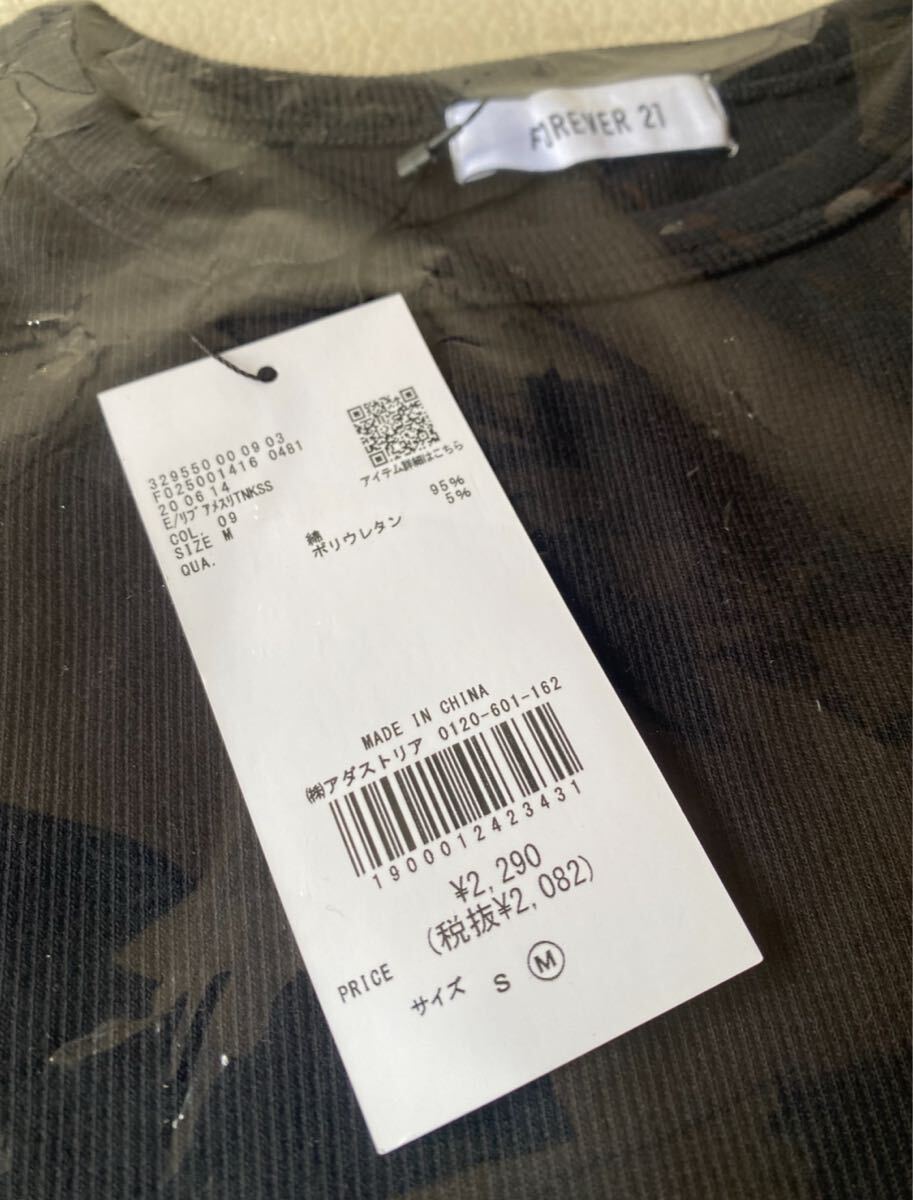 FOREVER 21
329550 00 09 03
F025001416 0481
20 06 14
E/リブアメスリTNKSS
COL. 09
SIZE M
QUA.
アイテム詳細はこちら
綿 95%
ポリウレタン 5%
MADE IN CHINA
㈱アダストリア 0120-601-162
1900012423431
¥2,290
(税抜¥2,082)
PRICE
サイズ S M